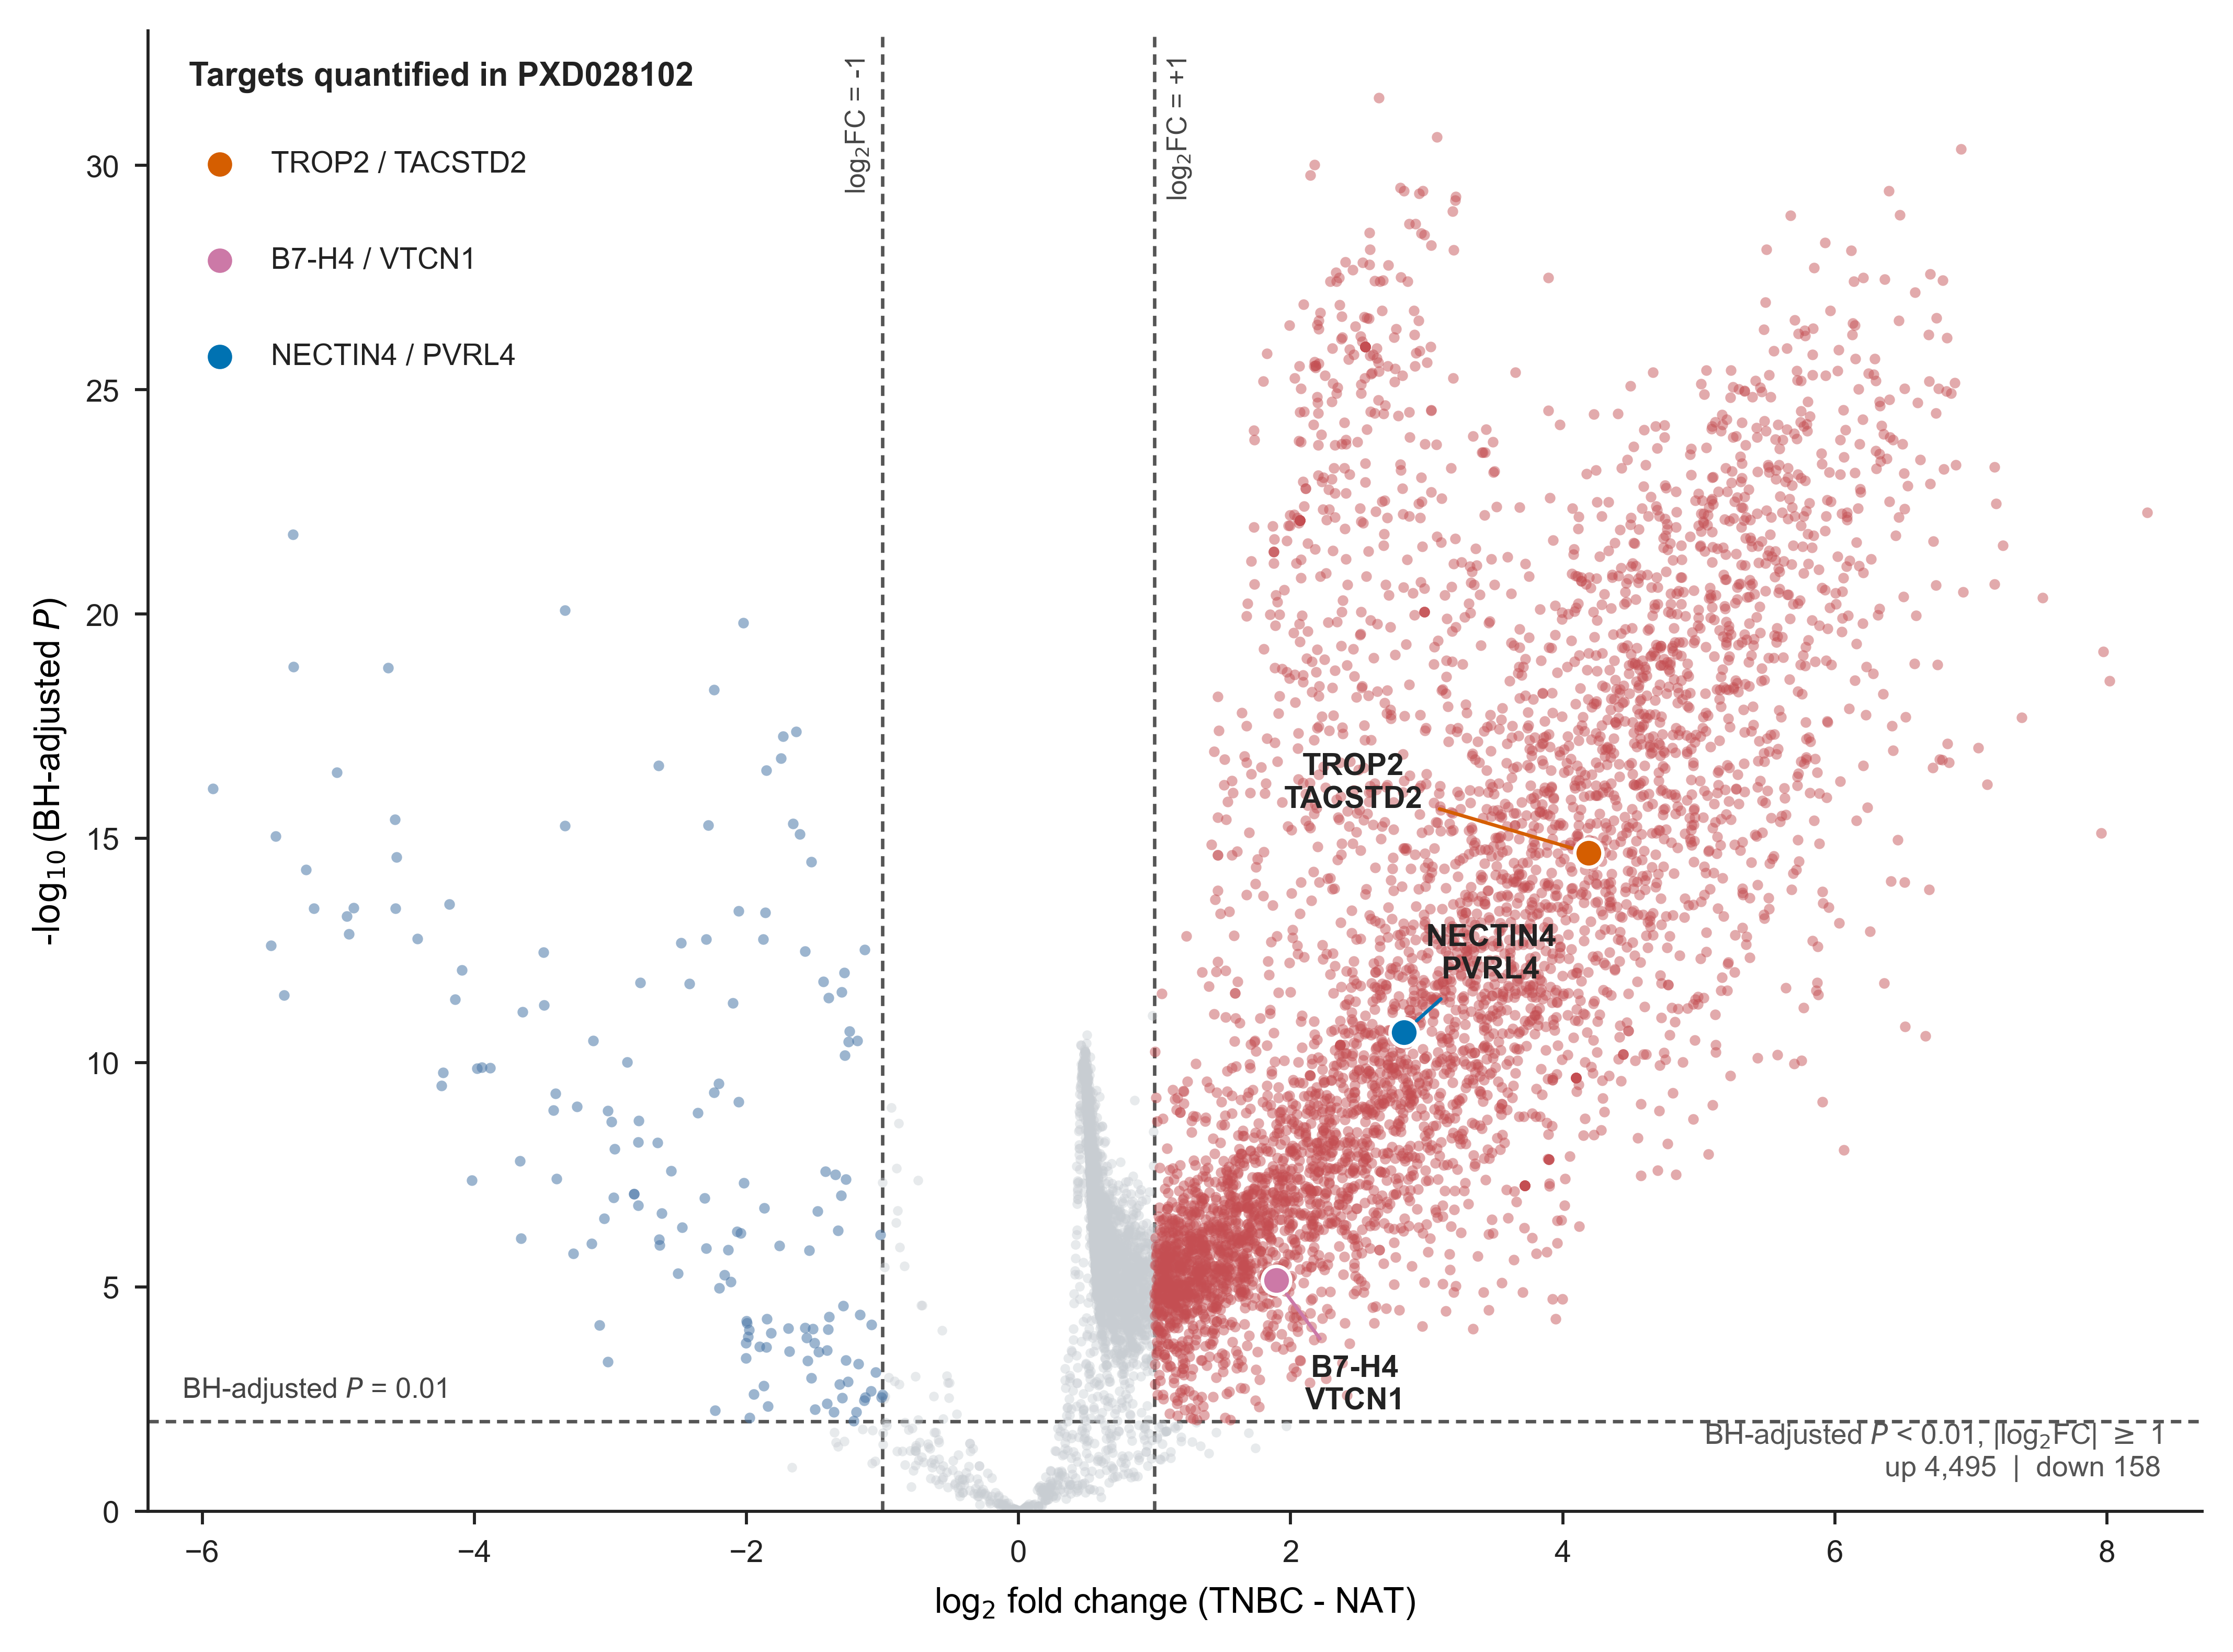 Targets quantified in PXD028102
TROP2 / TACSTD2
B7-H4 / VTCN1
NECTIN4 / PVRL4
log₂FC = -1
log₂FC = +1
30
25
20
15
10
5
0
-log₁₀(BH-adjusted P)
TROP2
TACSTD2
NECTIN4
PVRL4
B7-H4
VTCN1
BH-adjusted P = 0.01
BH-adjusted P < 0.01, |log₂FC| ≥ 1
up 4,495 | down 158
−6
−4
−2
0
2
4
6
8
log₂ fold change (TNBC - NAT)